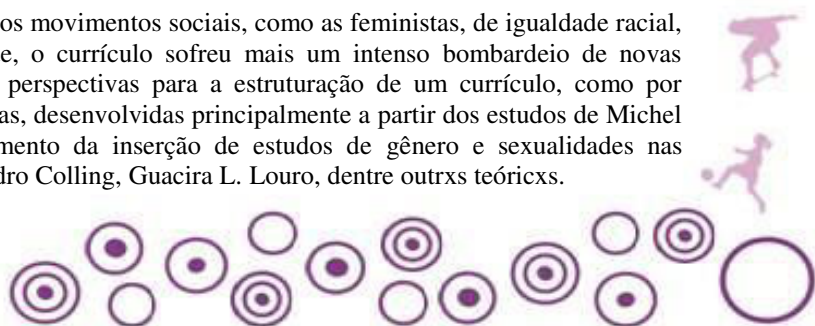 os movimentos sociais, como as feministas, de igualdade racial,
e, o currículo sofreu mais um intenso bombardeio de novas
perspectivas para a estruturação de um currículo, como por
as, desenvolvidas principalmente a partir dos estudos de Michel
mento da inserção de estudos de gênero e sexualidades nas
dro Colling, Guacira L. Louro, dentre outrxs teóricxs.